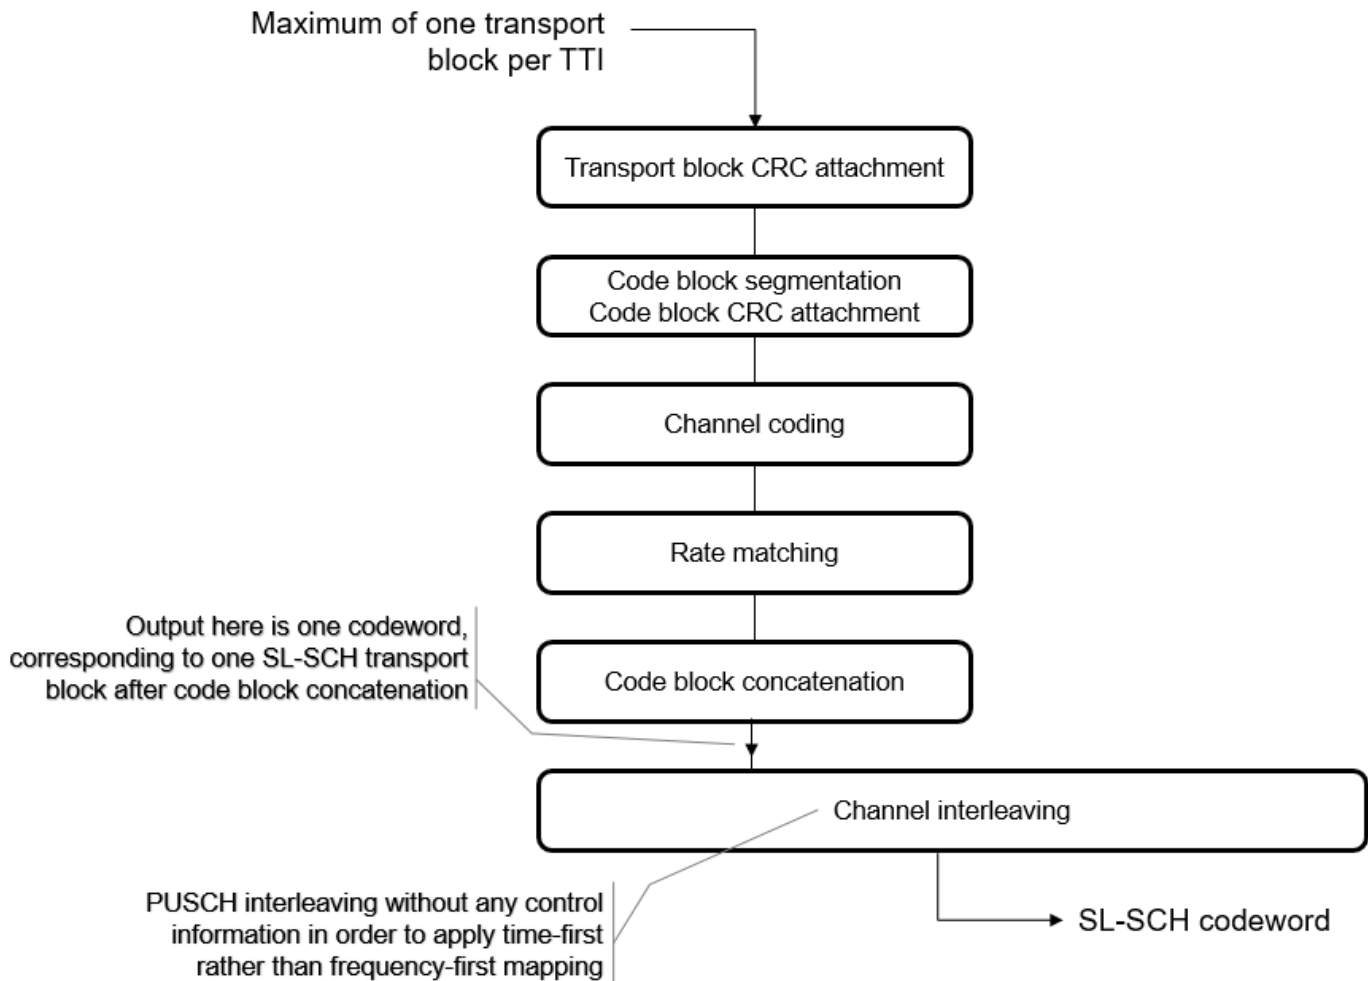 Maximum of one transport
block per TTI
Transport block CRC attachment
Code block segmentation
Code block CRC attachment
Channel coding
Rate matching
Output here is one codeword,
corresponding to one SL-SCH transport
block after code block concatenation
Code block concatenation
Channel interleaving
PUSCH interleaving without any control
information in order to apply time-first
rather than frequency-first mapping
SL-SCH codeword